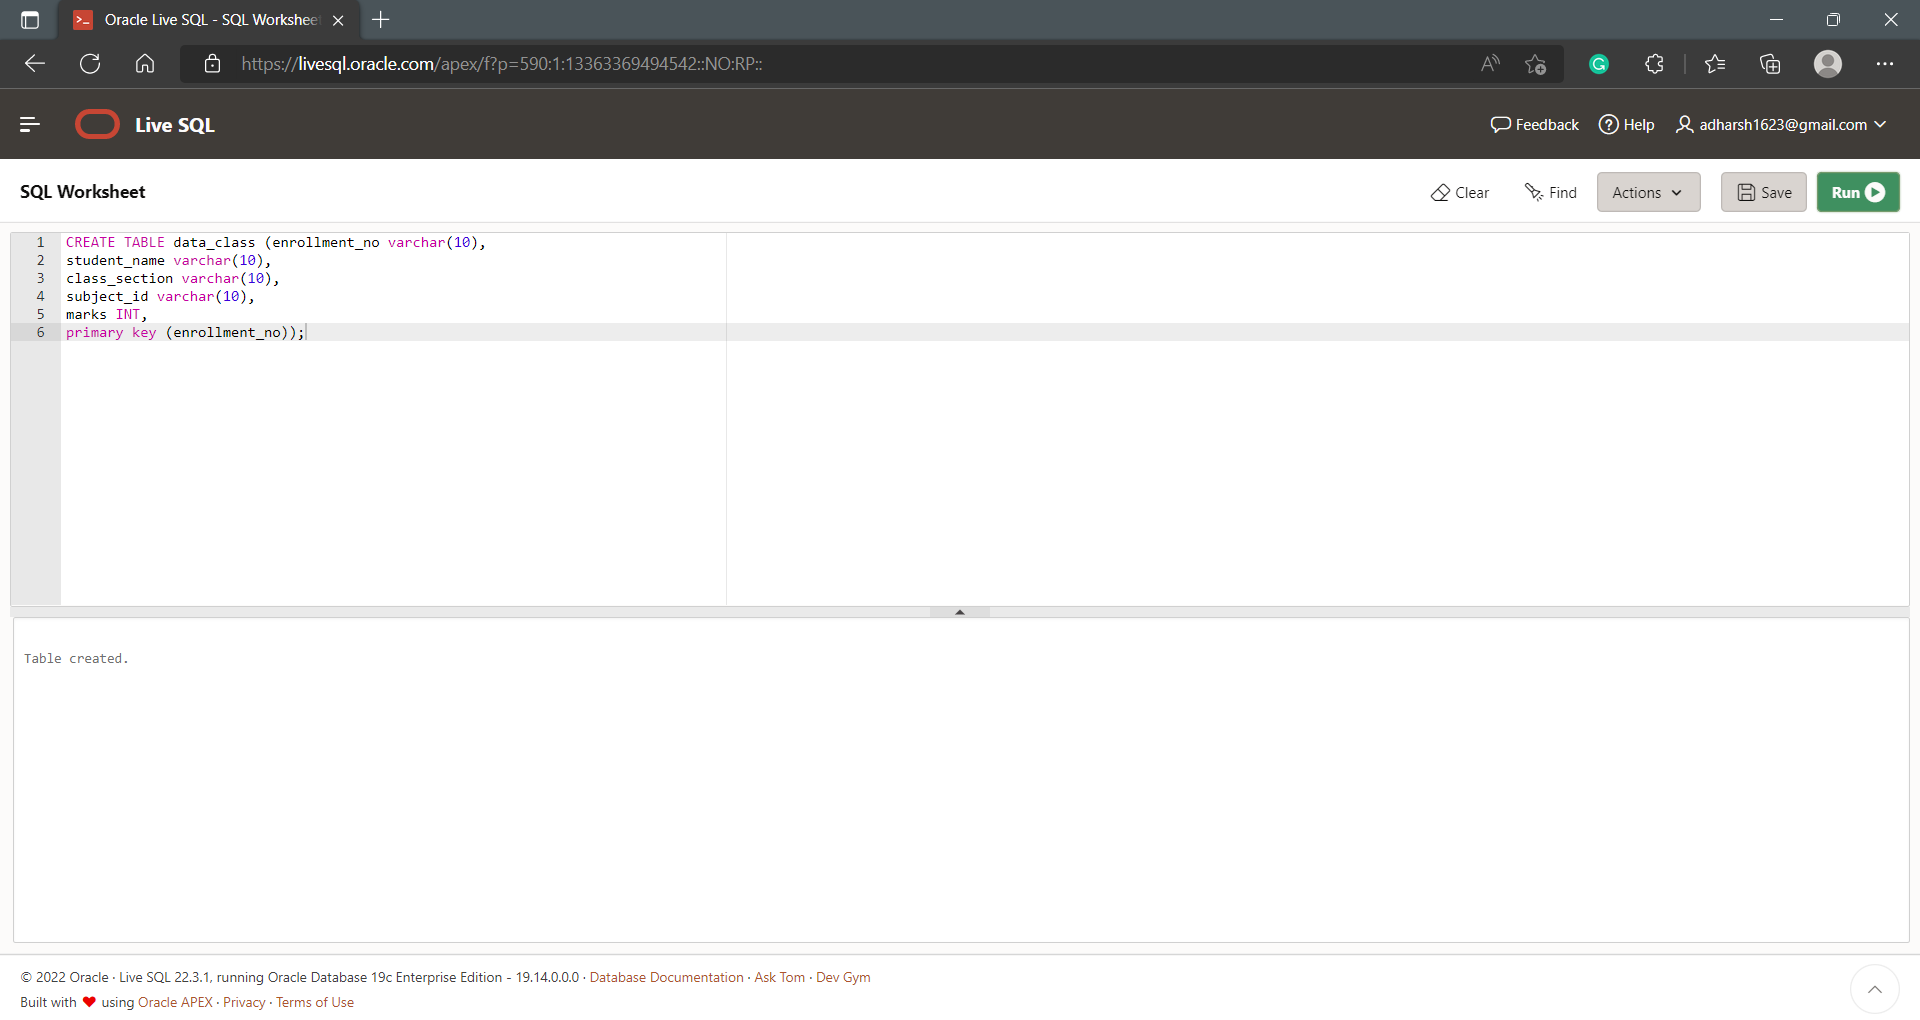 Oracle Live SQL - SQL Workshee
https://livesql.oracle.com/apex/f?p=590:1:13363369494542::NO:RP::
Live SQL
Feedback
Help
adharsh1623@gmail.com
SQL Worksheet
Clear
Find
Actions
Save
Run
1 CREATE TABLE data_class (enrollment_no varchar(10),
2 student_name varchar(10),
3 class_section varchar(10),
4 subject_id varchar(10),
5 marks INT,
6 primary key (enrollment_no));
Table created.
© 2022 Oracle · Live SQL 22.3.1, running Oracle Database 19c Enterprise Edition - 19.14.0.0.0 · Database Documentation · Ask Tom · Dev Gym
Built with ❤ using Oracle APEX · Privacy · Terms of Use